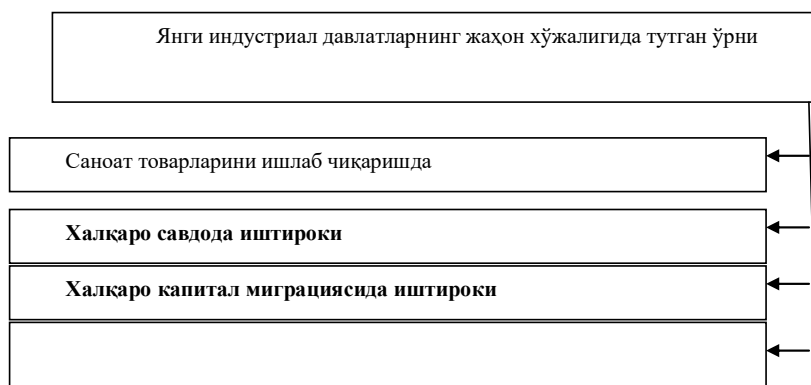 Янги индустриал давлатларнинг жаҳон хўжалигида тутган ўрни
Саноат товарларини ишлаб чиқаришда
Халқаро савдода иштироки
Халқаро капитал миграциясида иштироки